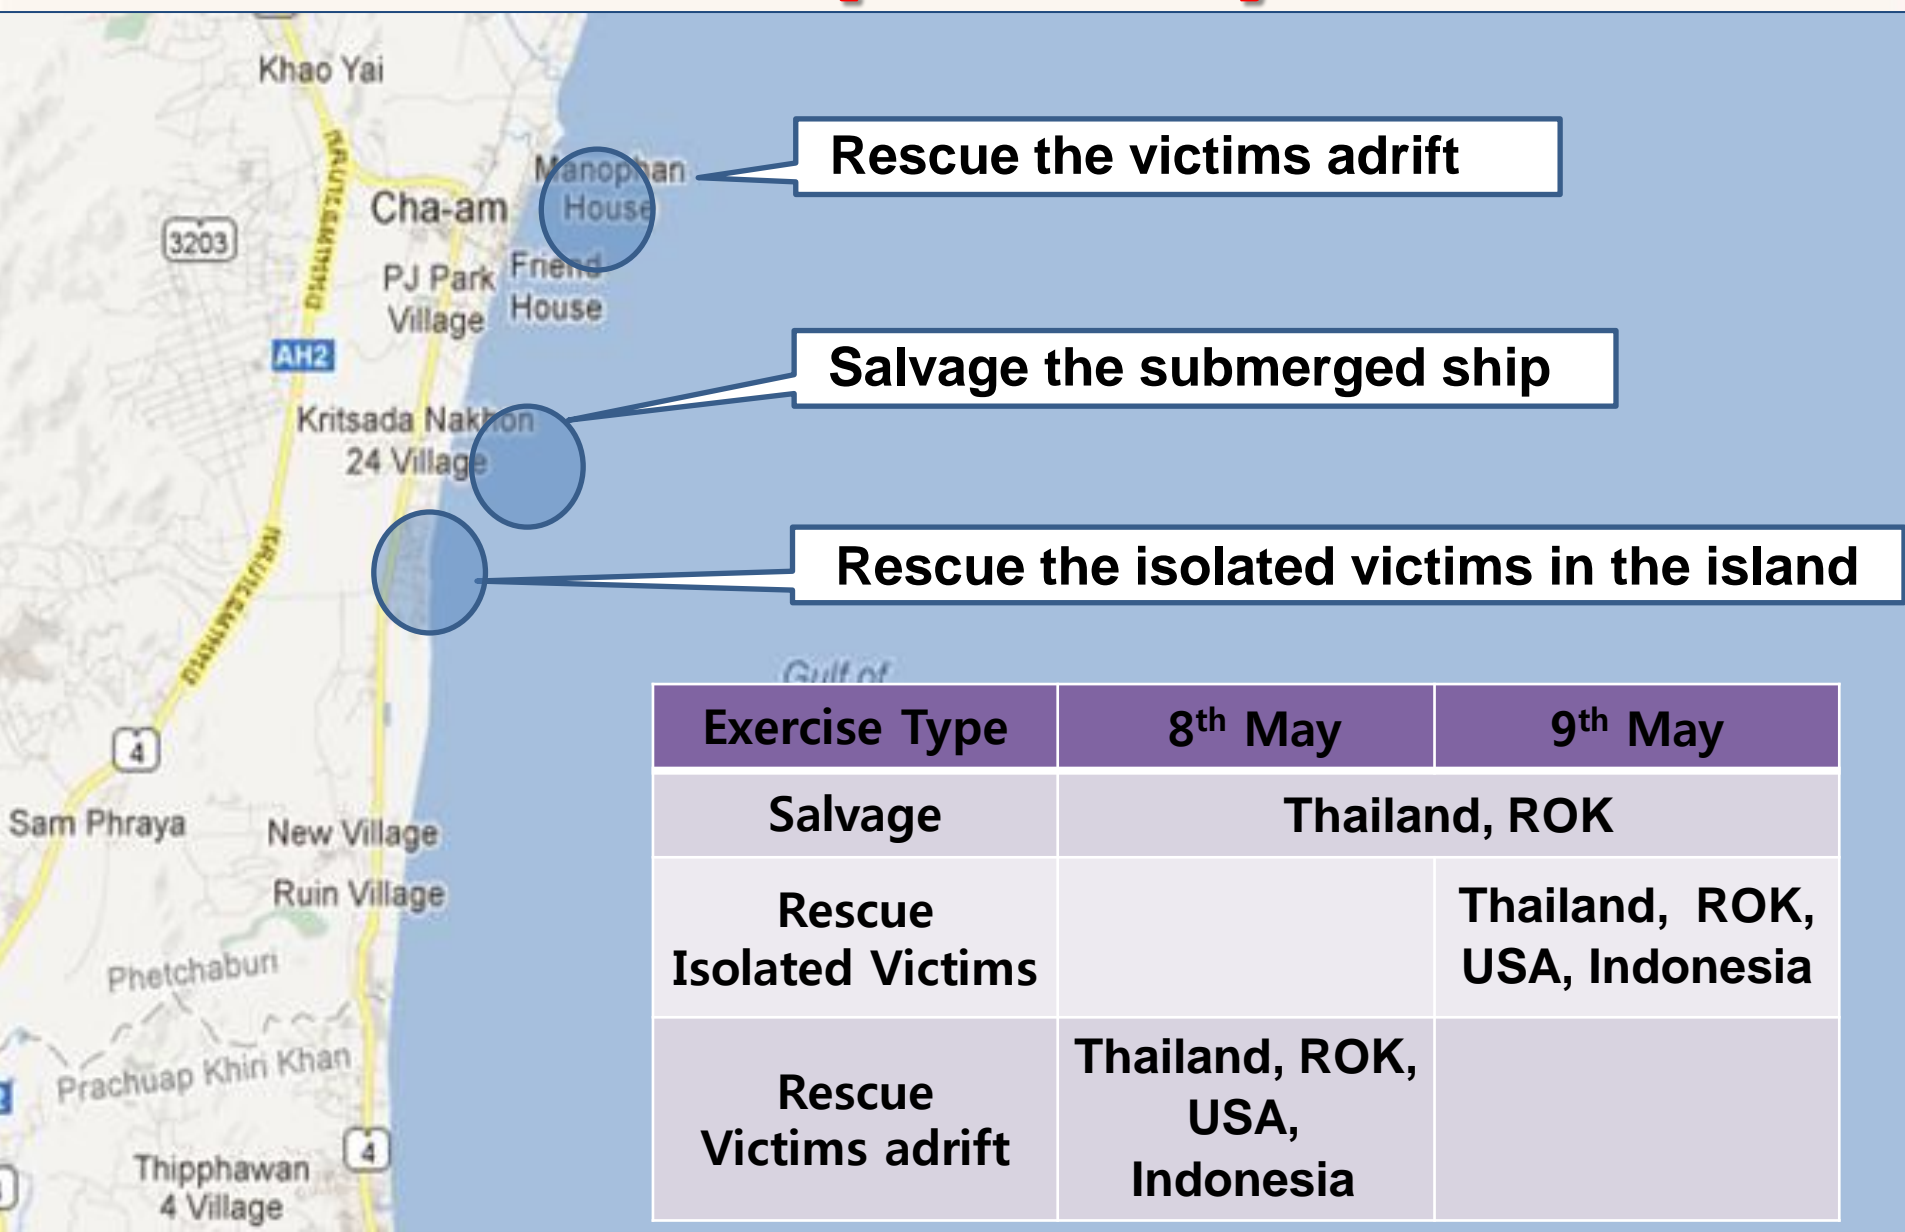 Khao Yai
Manophan
House
Rescue the victims adrift
Cha-am
3203
Friend
House
PJ Park
Village
AH2
Salvage the submerged ship
Kritsada Nakhon
24 Village
Rescue the isolated victims in the island
Gulf of
Exercise Type 8th May 9th May
4
Salvage Thailand, ROK
Sam Phraya
New Village
Ruin Village
Rescue
Isolated Victims
Thailand, ROK,
USA, Indonesia
Phetchaburi
Prachuap Khiri Khan
Rescue
Victims adrift
Thailand, ROK,
USA,
Indonesia
4
Thipphawan
4 Village